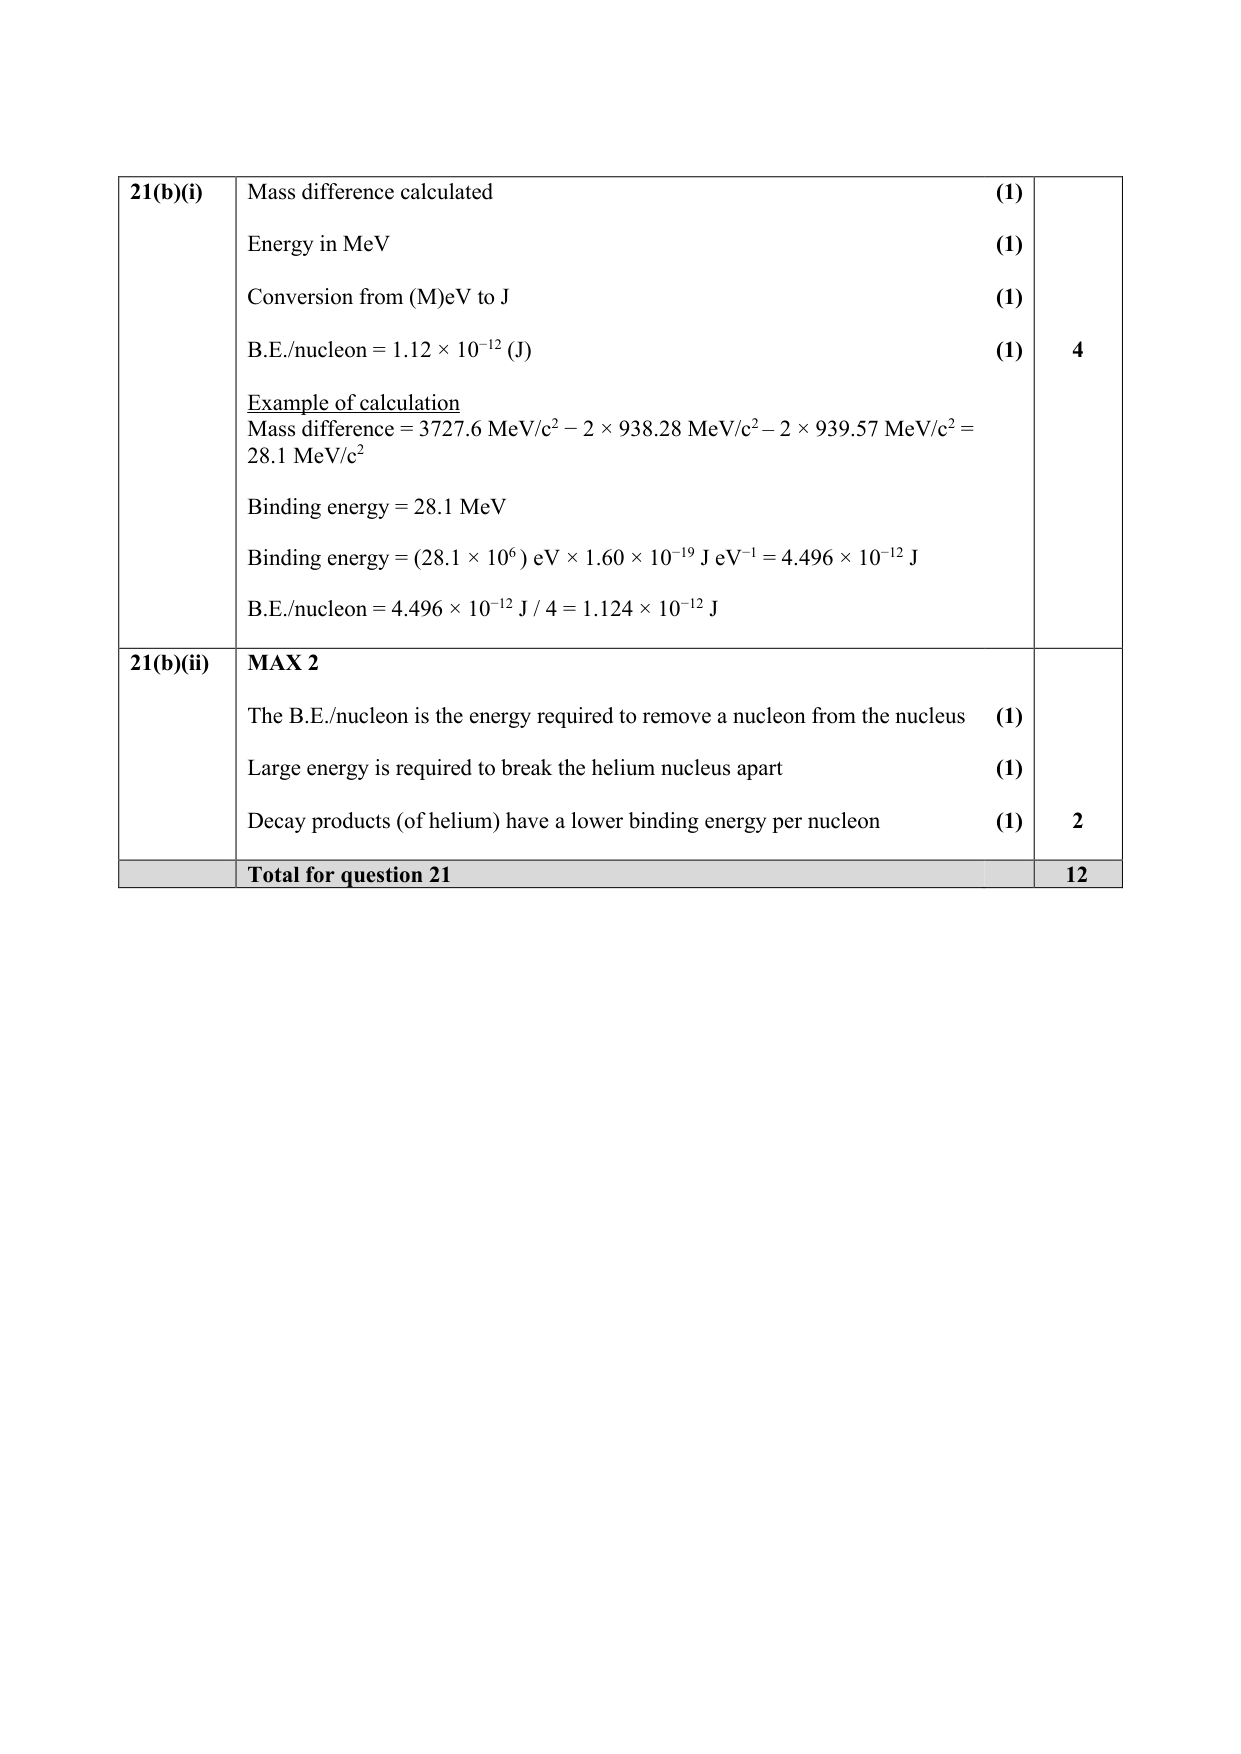 21(b)(i) Mass difference calculated (1)
Energy in MeV (1)
Conversion from (M)eV to J (1)
B.E./nucleon = 1.12 × 10⁻¹² (J) (1) 4
Example of calculation
Mass difference = 3727.6 MeV/c² − 2 × 938.28 MeV/c² – 2 × 939.57 MeV/c² =
28.1 MeV/c²
Binding energy = 28.1 MeV
Binding energy = (28.1 × 10⁶ ) eV × 1.60 × 10⁻¹⁹ J eV⁻¹ = 4.496 × 10⁻¹² J
B.E./nucleon = 4.496 × 10⁻¹² J / 4 = 1.124 × 10⁻¹² J
21(b)(ii) MAX 2
The B.E./nucleon is the energy required to remove a nucleon from the nucleus (1)
Large energy is required to break the helium nucleus apart (1)
Decay products (of helium) have a lower binding energy per nucleon (1) 2
Total for question 21 12